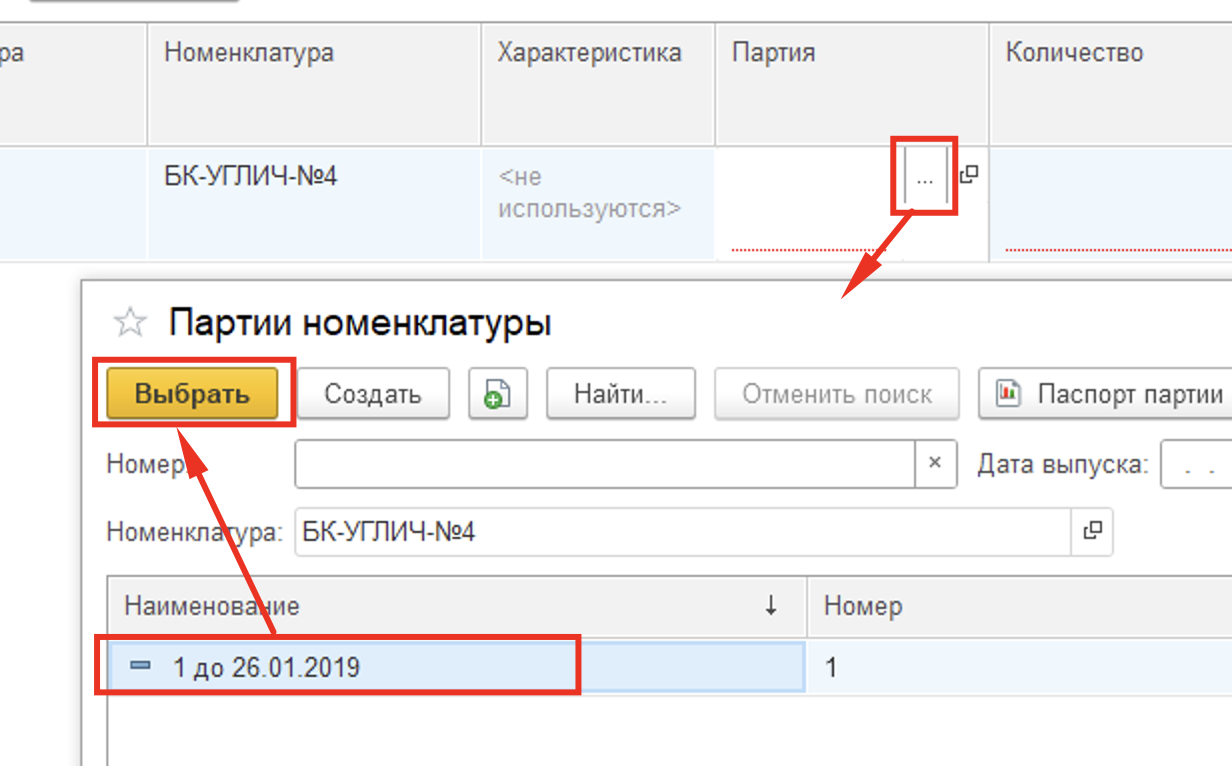 ра
Номенклатура
Характеристика
Партия
Количество
БК-УГЛИЧ-№4
<не
используются>
...
Партии номенклатуры
Выбрать
Создать
Найти...
Отменить поиск
Паспорт партии
Номер
×
Дата выпуска:
. .
Номенклатура:
БК-УГЛИЧ-№4
Наименование
↓
Номер
1 до 26.01.2019
1